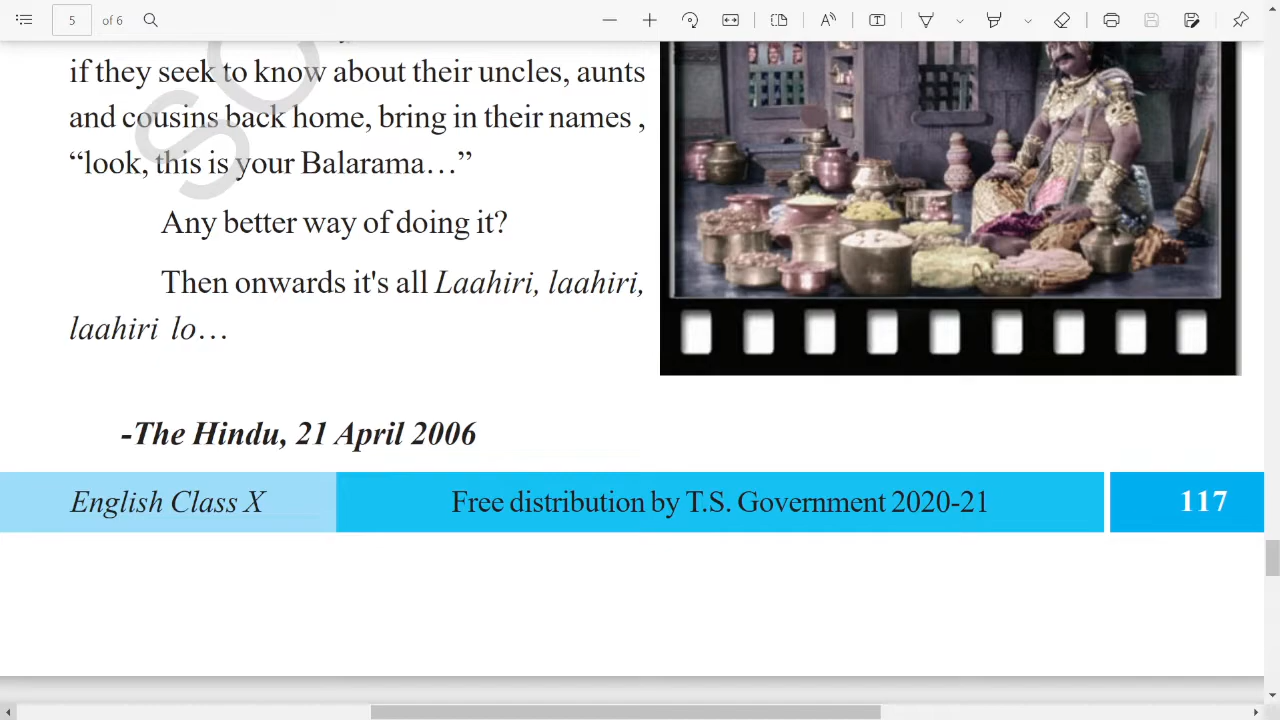 5
of 6
if they seek to know about their uncles, aunts
and cousins back home, bring in their names ,
“look, this is your Balarama…”
Any better way of doing it?
Then onwards it's all Laahiri, laahiri,
laahiri lo…
-The Hindu, 21 April 2006
English Class X
Free distribution by T.S. Government 2020-21
117